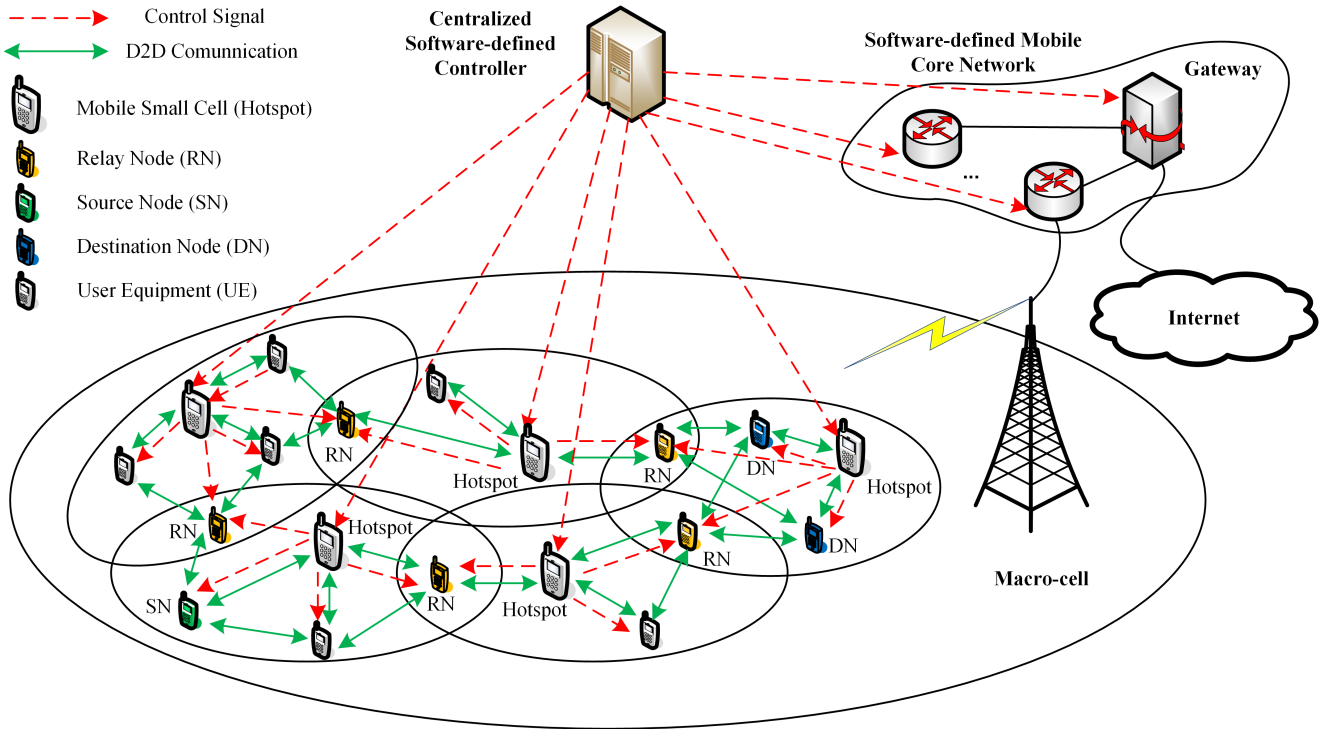 Control Signal
D2D Comunnication
Mobile Small Cell (Hotspot)
Relay Node (RN)
Source Node (SN)
Destination Node (DN)
User Equipment (UE)
Centralized
Software-defined
Controller
Software-defined Mobile
Core Network
Gateway
...
Internet
RN
Hotspot
RN
DN
Hotspot
RN
Hotspot
RN
DN
SN
RN
Hotspot
Macro-cell